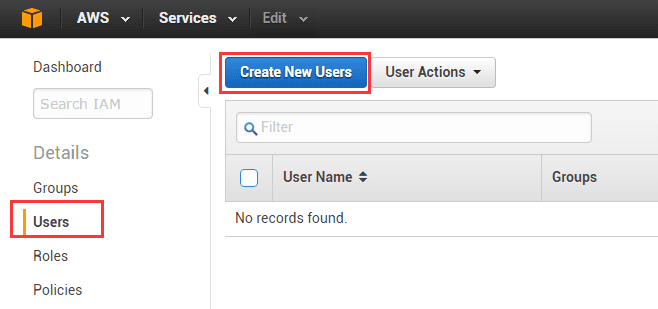 AWS Services Edit
Dashboard
Search IAM
Details
Groups
Users
Roles
Policies
Create New Users User Actions
Filter
User Name Groups
No records found.